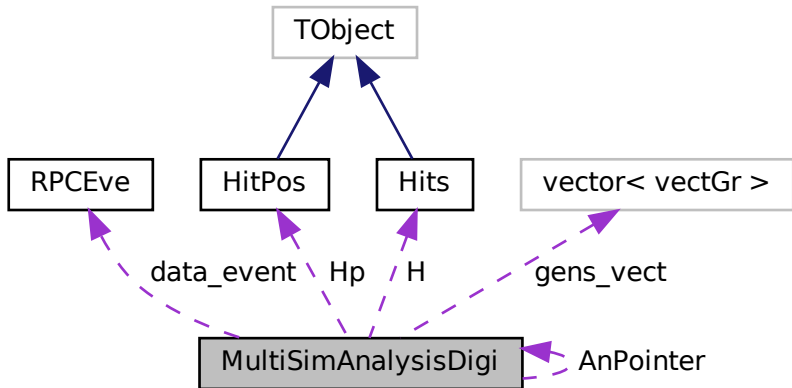 TObject
RPCEve
HitPos
Hits
vector< vectGr >
data_event
Hp
H
gens_vect
MultiSimAnalysisDigi
AnPointer